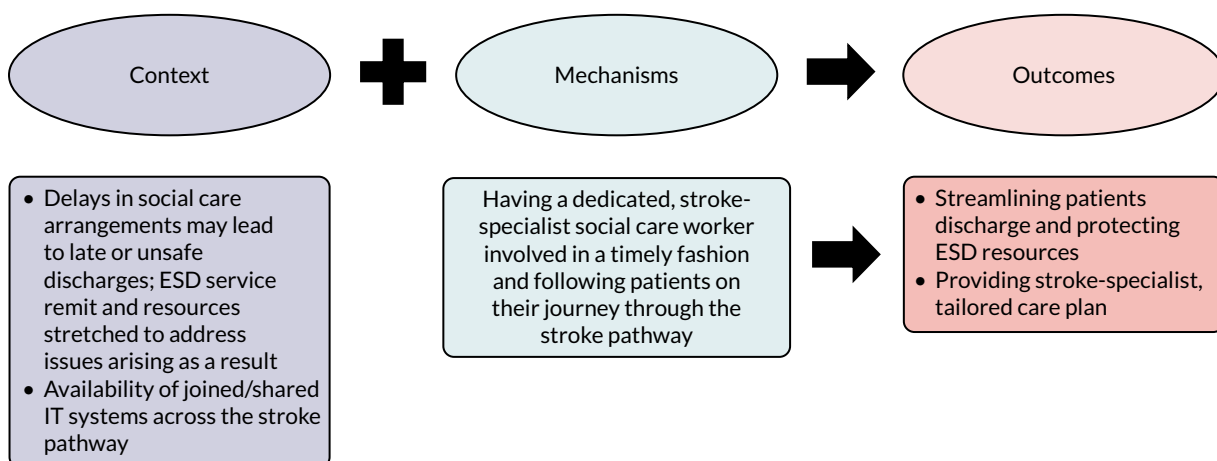 Context
Mechanisms
Outcomes
• Delays in social care
arrangements may lead
to late or unsafe
discharges; ESD service
remit and resources
stretched to address
issues arising as a result
• Availability of joined/shared
IT systems across the stroke
pathway
Having a dedicated, stroke-
specialist social care worker
involved in a timely fashion
and following patients on
their journey through the
stroke pathway
• Streamlining patients
discharge and protecting
ESD resources
• Providing stroke-specialist,
tailored care plan